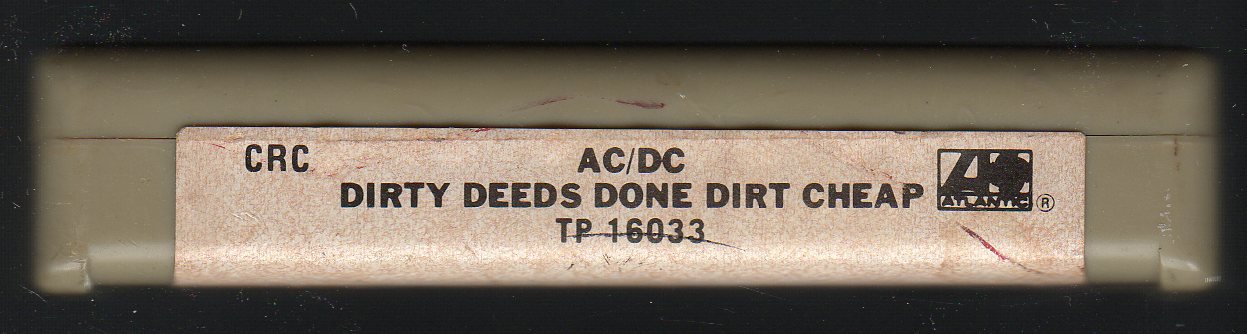 CRC
AC/DC
DIRTY DEEDS DONE DIRT CHEAP
ATLANTIC ®
TP 16033